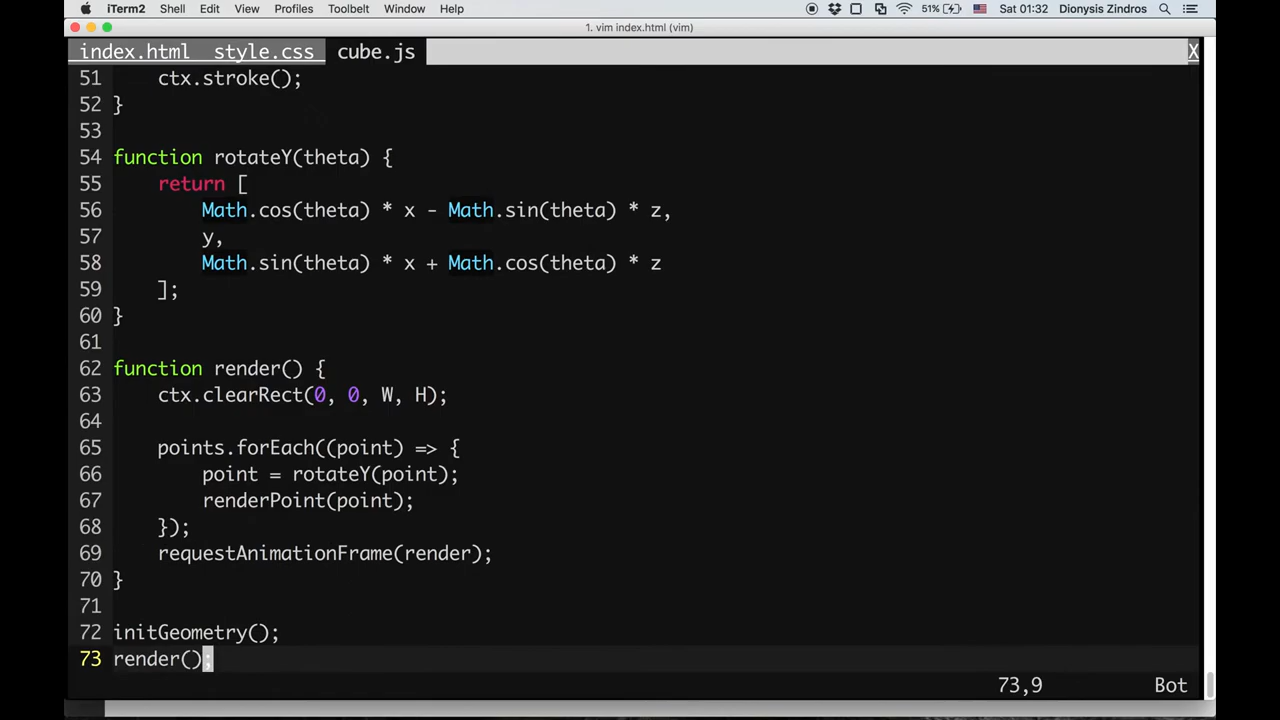 iTerm2 Shell Edit View Profiles Toolbelt Window Help 51% Sat 01:32 Dionysis Zindros
1. vim index.html (vim)
index.html style.css cube.js X
51 ctx.stroke();
52 }
53
54 function rotateY(theta) {
55 return [
56 Math.cos(theta) * x - Math.sin(theta) * z,
57 y,
58 Math.sin(theta) * x + Math.cos(theta) * z
59 ];
60 }
61
62 function render() {
63 ctx.clearRect(0, 0, W, H);
64
65 points.forEach((point) => {
66 point = rotateY(point);
67 renderPoint(point);
68 });
69 requestAnimationFrame(render);
70 }
71
72 initGeometry();
73 render();
73,9 Bot